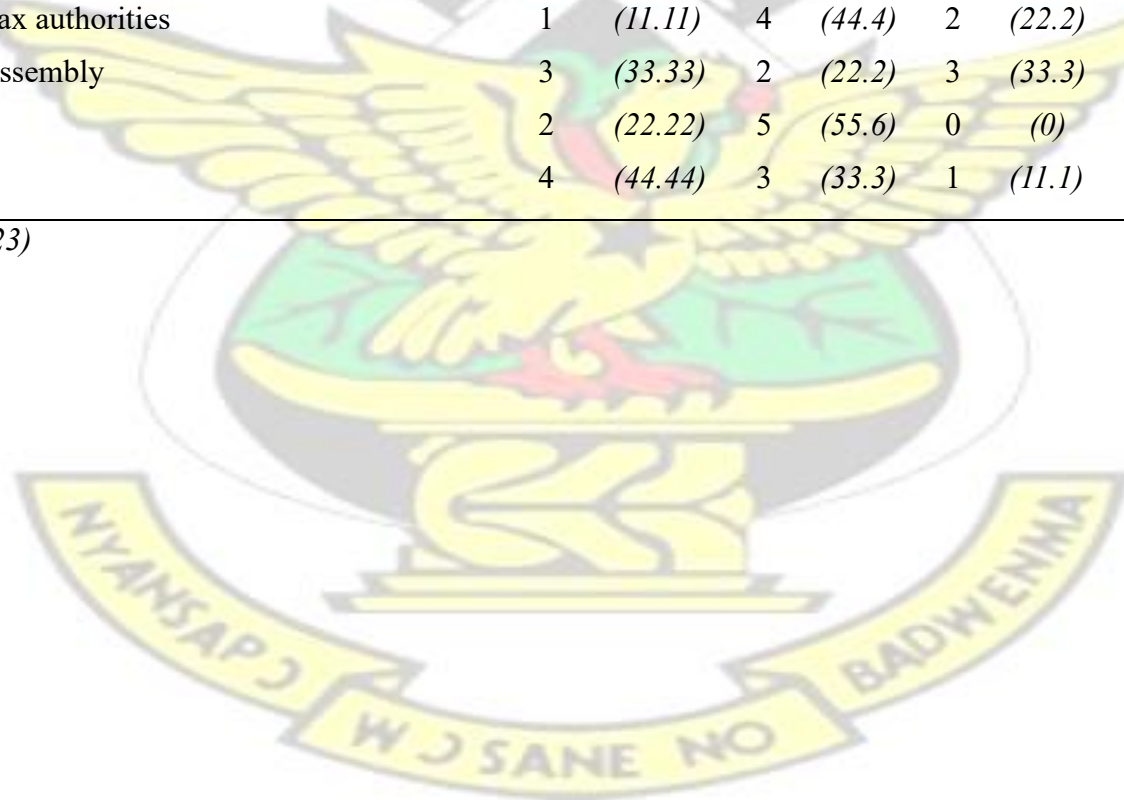 ax authorities 1 (11.11) 4 (44.4) 2 (22.2)
ssembly 3 (33.33) 2 (22.2) 3 (33.3)
2 (22.22) 5 (55.6) 0 (0)
4 (44.44) 3 (33.3) 1 (11.1)
23)
NYANSAPƆ
WƆSANE NO
BADWENMA